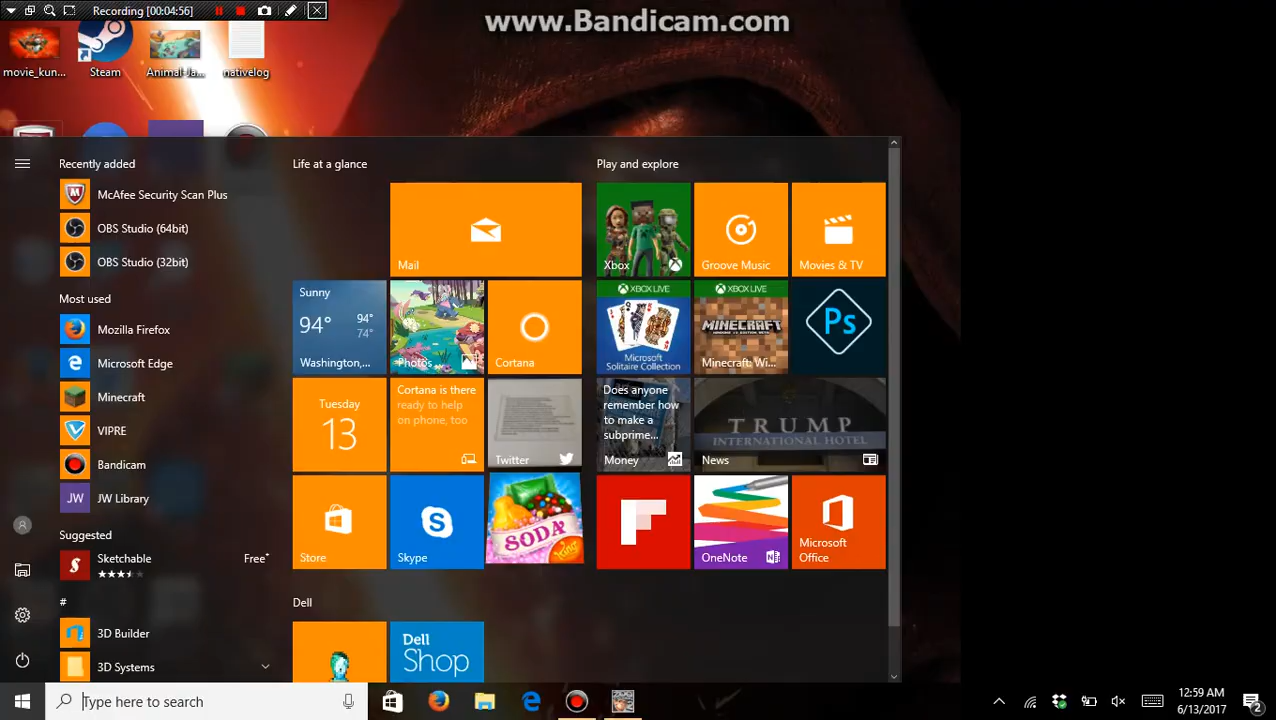 Recording [00:04:56]
www.Bandicam.com
movie_kun...
Steam
Animal-Ja...
nativelog
Recently added
McAfee Security Scan Plus
OBS Studio (64bit)
OBS Studio (32bit)
Most used
Mozilla Firefox
Microsoft Edge
Minecraft
VIPRE
Bandicam
JW
JW Library
Suggested
Sketchable
Free*
#
3D Builder
3D Systems
Life at a glance
Mail
Sunny
94°
94°
74°
Washington,...
Photos
Cortana
Tuesday
13
Cortana is there
ready to help
on phone, too
Twitter
Store
Skype
SODA
Dell
Dell
Shop
Play and explore
Xbox
Groove Music
Movies & TV
XBOX LIVE
Microsoft
Solitaire Collection
XBOX LIVE
MINECRAFT
Minecraft: Wi...
Ps
Does anyone
remember how
to make a
subprime...
Money
TRUMP
INTERNATIONAL HOTEL
News
OneNote
Microsoft
Office
Type here to search
12:59 AM
6/13/2017
2